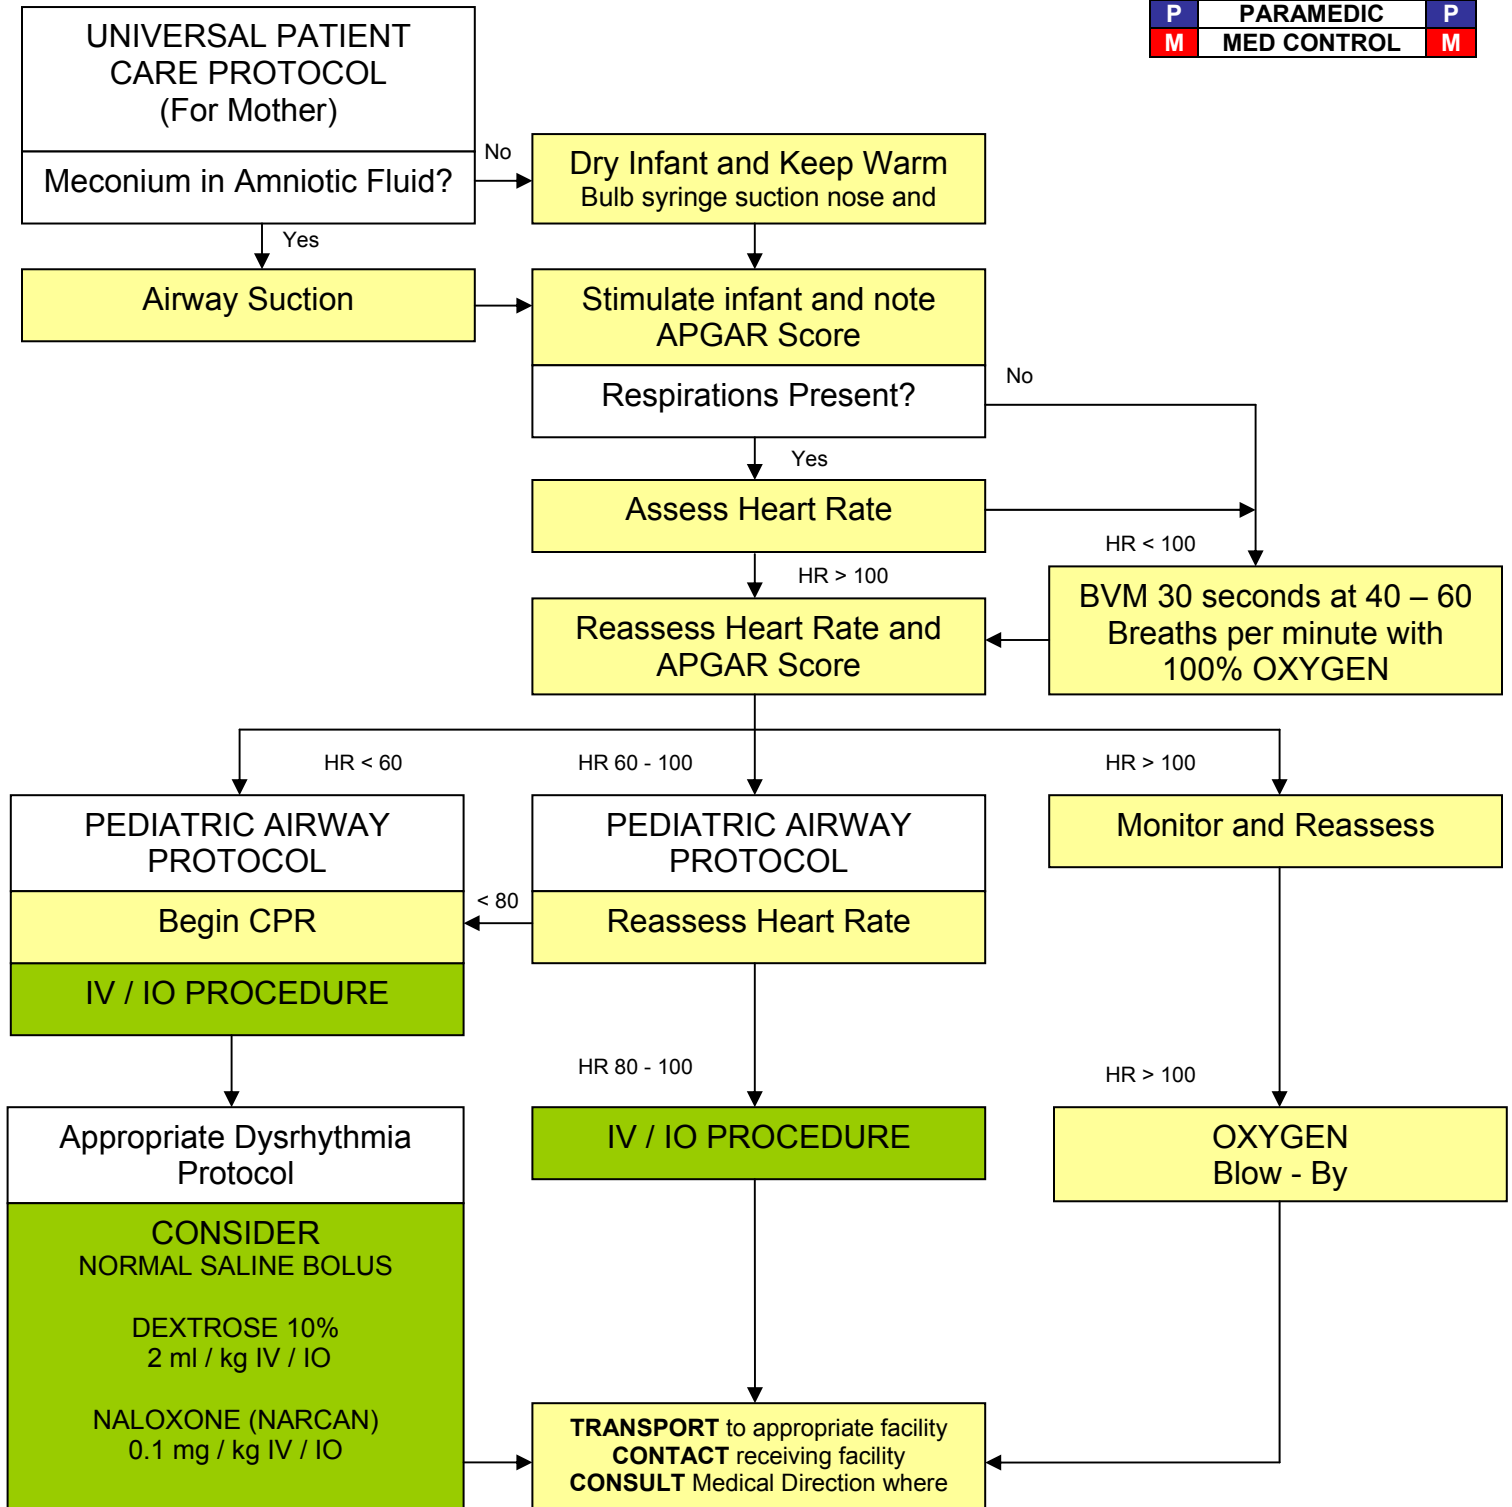 P PARAMEDIC P
M MED CONTROL M
UNIVERSAL PATIENT
CARE PROTOCOL
(For Mother)
Meconium in Amniotic Fluid?
No
Dry Infant and Keep Warm
Bulb syringe suction nose and
Yes
Airway Suction
Stimulate infant and note
APGAR Score
Respirations Present?
No
Yes
Assess Heart Rate
HR < 100
HR > 100
BVM 30 seconds at 40 – 60
Breaths per minute with
100% OXYGEN
Reassess Heart Rate and
APGAR Score
HR < 60
HR 60 - 100
HR > 100
PEDIATRIC AIRWAY
PROTOCOL
Begin CPR
IV / IO PROCEDURE
< 80
PEDIATRIC AIRWAY
PROTOCOL
Reassess Heart Rate
Monitor and Reassess
HR 80 - 100
HR > 100
Appropriate Dysrhythmia
Protocol
CONSIDER
NORMAL SALINE BOLUS
DEXTROSE 10%
2 ml / kg IV / IO
NALOXONE (NARCAN)
0.1 mg / kg IV / IO
IV / IO PROCEDURE
OXYGEN
Blow - By
TRANSPORT to appropriate facility
CONTACT receiving facility
CONSULT Medical Direction where